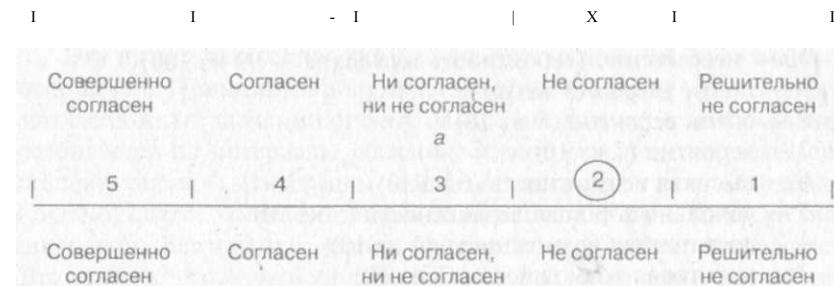 I I - I | X I I
Совершенно согласен Согласен Ни согласен, ни не согласен Не согласен Решительно не согласен
а
5 4 3 2 1
Совершенно согласен Согласен Ни согласен, ни не согласен Не согласен Решительно не согласен